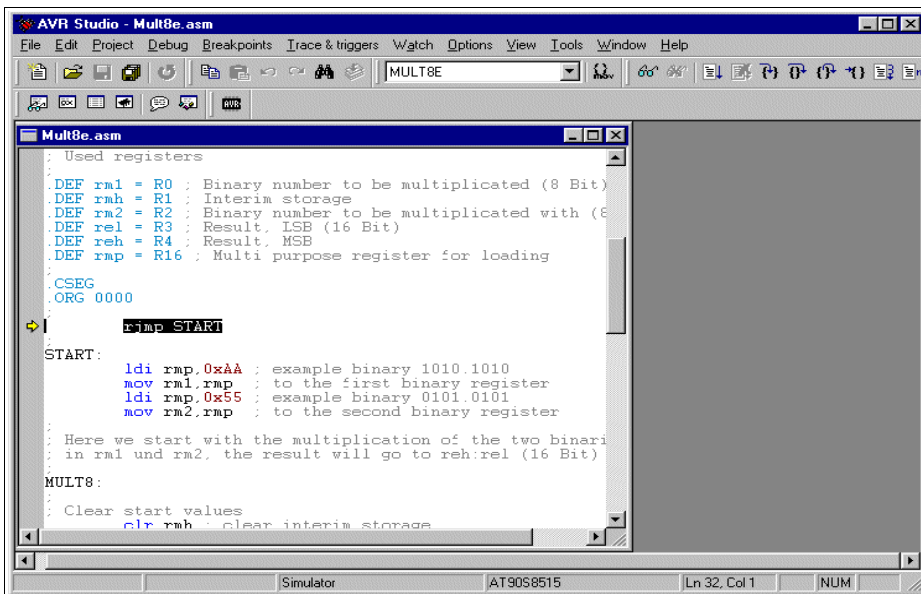 AVR Studio - Mult8e.asm
File Edit Project Debug Breakpoints Trace & triggers Watch Options View Tools Window Help
MULT8E
AVR
Mult8e.asm
; Used registers
;
.DEF rm1 = R0 ; Binary number to be multiplicated (8 Bit)
.DEF rmh = R1 ; Interim storage
.DEF rm2 = R2 ; Binary number to be multiplicated with (8
.DEF rel = R3 ; Result, LSB (16 Bit)
.DEF reh = R4 ; Result, MSB
.DEF rmp = R16 ; Multi purpose register for loading
;
.CSEG
.ORG 0000
;
rjmp START
;
START:
ldi rmp,0xAA ; example binary 1010.1010
mov rm1,rmp ; to the first binary register
ldi rmp,0x55 ; example binary 0101.0101
mov rm2,rmp ; to the second binary register
;
; Here we start with the multiplication of the two binari
; in rm1 und rm2, the result will go to reh:rel (16 Bit)
;
MULT8:
;
; Clear start values
clr rmh ; clear interim storage
Simulator AT90S8515 Ln 32, Col 1 NUM